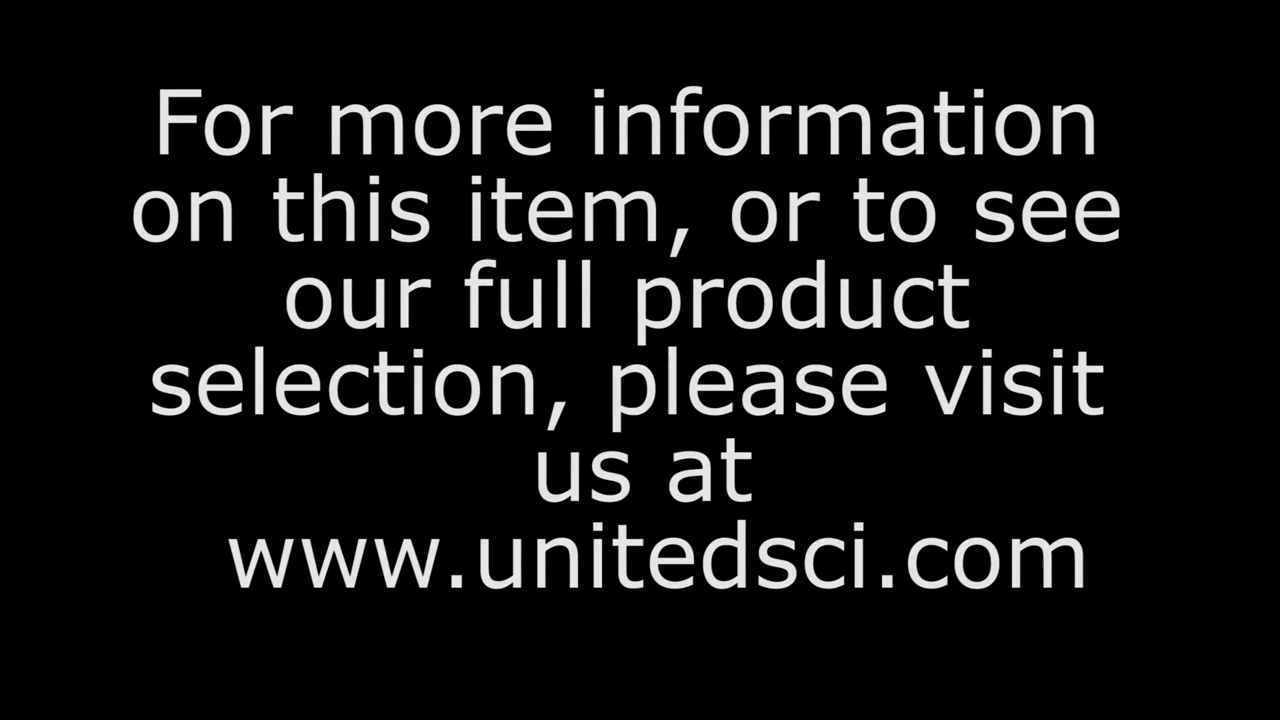 For more information
on this item, or to see
our full product
selection, please visit
us at
www.unitedsci.com